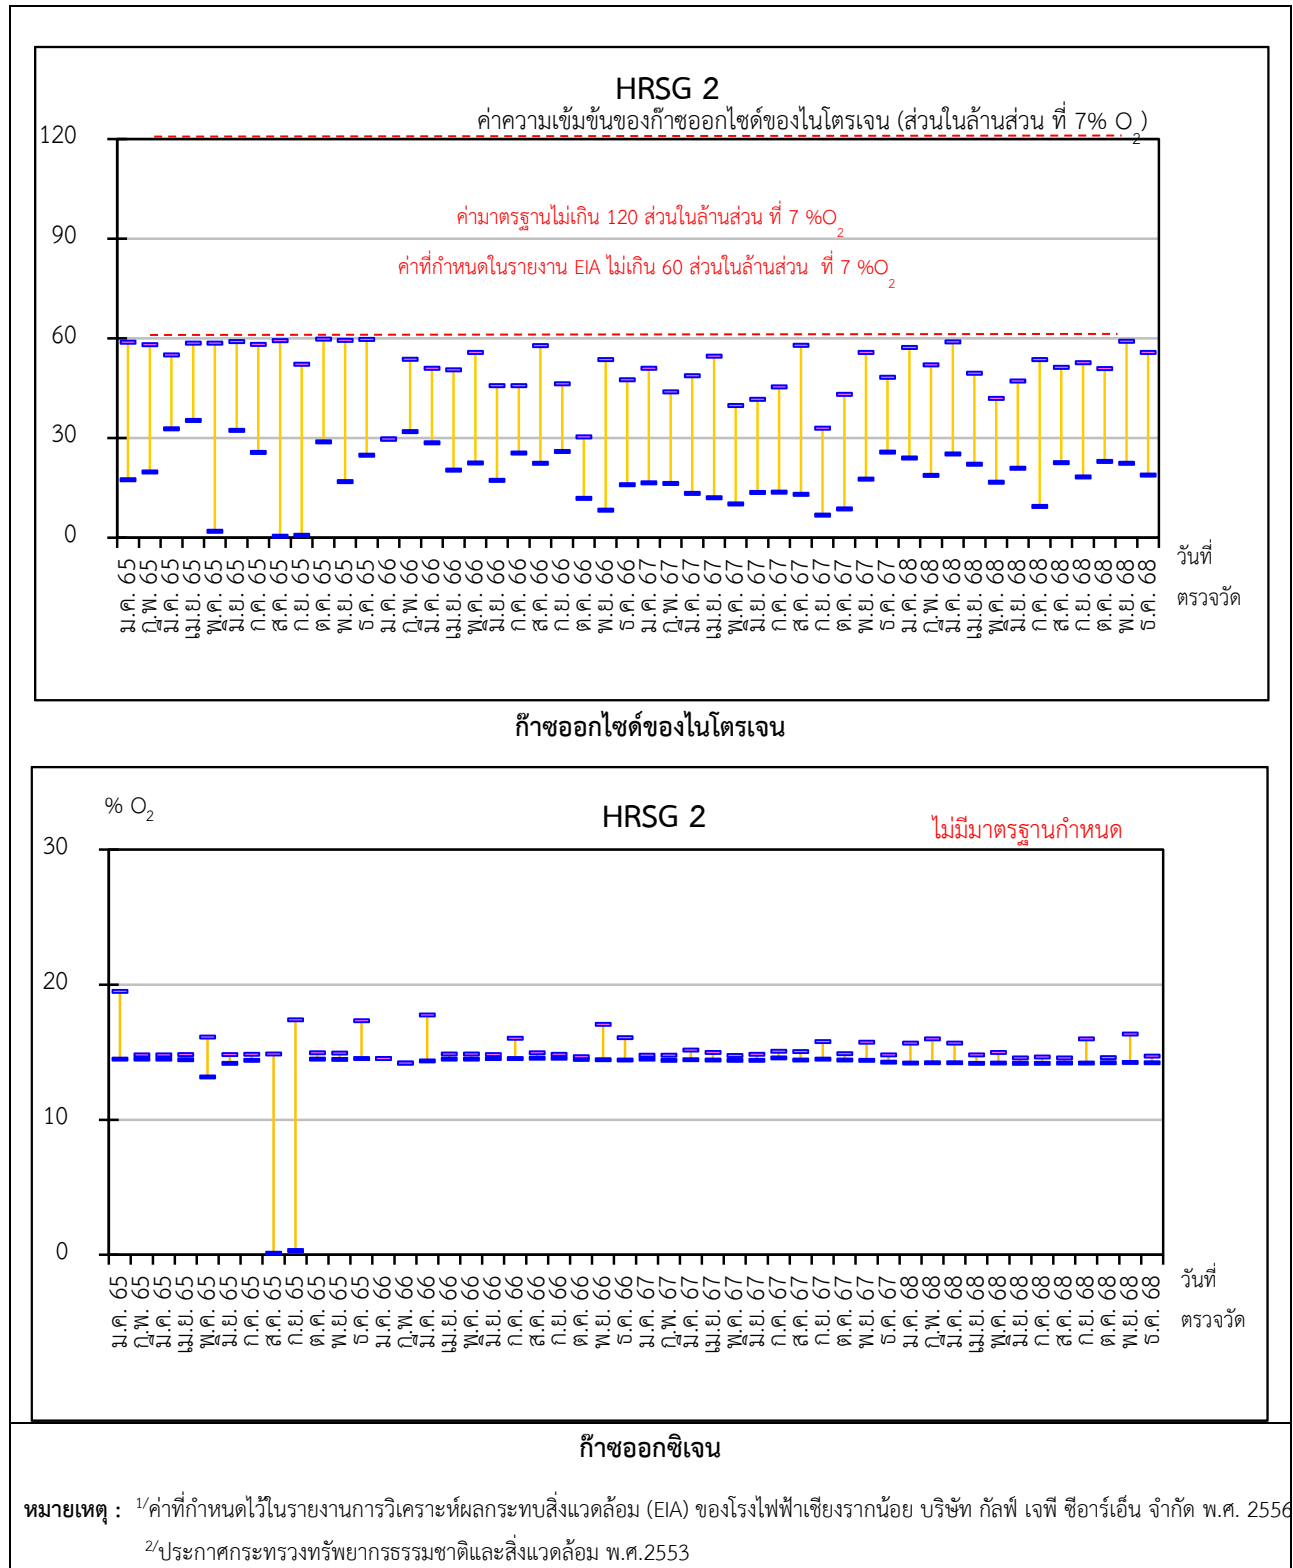 HRSG 2
ค่าความเข้มข้นของก๊าซออกไซด์ของไนโตรเจน (ส่วนในล้านส่วน ที่ 7% O2)
120
ค่ามาตรฐานไม่เกิน 120 ส่วนในล้านส่วน ที่ 7 %O2
90
ค่าที่กำหนดในรายงาน EIA ไม่เกิน 60 ส่วนในล้านส่วน ที่ 7 %O2
60
30
0
ม.ค. 65 ก.พ. 65 มี.ค. 65 เม.ย. 65 พ.ค. 65 มิ.ย. 65 ก.ค. 65 ส.ค. 65 ก.ย. 65 ต.ค. 65 พ.ย. 65 ธ.ค. 65 ม.ค. 66 ก.พ. 66 มี.ค. 66 เม.ย. 66 พ.ค. 66 มิ.ย. 66 ก.ค. 66 ส.ค. 66 ก.ย. 66 ต.ค. 66 พ.ย. 66 ธ.ค. 66 ม.ค. 67 ก.พ. 67 มี.ค. 67 เม.ย. 67 พ.ค. 67 มิ.ย. 67 ก.ค. 67 ส.ค. 67 ก.ย. 67 ต.ค. 67 พ.ย. 67 ธ.ค. 67 ม.ค. 68 ก.พ. 68 มี.ค. 68 เม.ย. 68 พ.ค. 68 มิ.ย. 68 ก.ค. 68 ส.ค. 68 ก.ย. 68 ต.ค. 68 พ.ย. 68 ธ.ค. 68
วันที่
ตรวจวัด
ก๊าซออกไซด์ของไนโตรเจน
% O2
HRSG 2
ไม่มีมาตรฐานกำหนด
30
20
10
0
ม.ค. 65 ก.พ. 65 มี.ค. 65 เม.ย. 65 พ.ค. 65 มิ.ย. 65 ก.ค. 65 ส.ค. 65 ก.ย. 65 ต.ค. 65 พ.ย. 65 ธ.ค. 65 ม.ค. 66 ก.พ. 66 มี.ค. 66 เม.ย. 66 พ.ค. 66 มิ.ย. 66 ก.ค. 66 ส.ค. 66 ก.ย. 66 ต.ค. 66 พ.ย. 66 ธ.ค. 66 ม.ค. 67 ก.พ. 67 มี.ค. 67 เม.ย. 67 พ.ค. 67 มิ.ย. 67 ก.ค. 67 ส.ค. 67 ก.ย. 67 ต.ค. 67 พ.ย. 67 ธ.ค. 67 ม.ค. 68 ก.พ. 68 มี.ค. 68 เม.ย. 68 พ.ค. 68 มิ.ย. 68 ก.ค. 68 ส.ค. 68 ก.ย. 68 ต.ค. 68 พ.ย. 68 ธ.ค. 68
วันที่
ตรวจวัด
ก๊าซออกซิเจน
หมายเหตุ : 1/ค่าที่กำหนดไว้ในรายงานการวิเคราะห์ผลกระทบสิ่งแวดล้อม (EIA) ของโรงไฟฟ้าเชียงรากน้อย บริษัท กัลฟ์ เจพี ซีอาร์เอ็น จำกัด พ.ศ. 2556
2/ประกาศกระทรวงทรัพยากรธรรมชาติและสิ่งแวดล้อม พ.ศ.2553